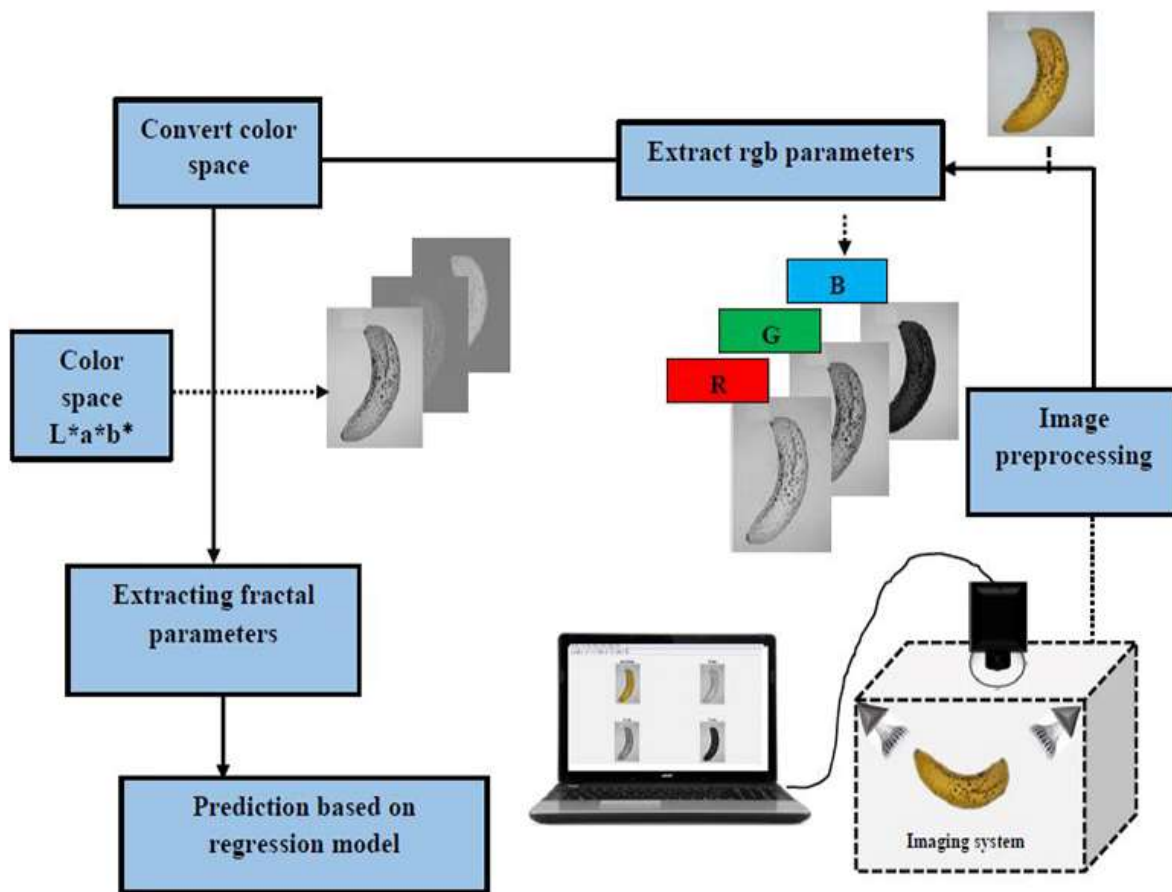 Convert color
space
Extract rgb parameters
B
G
R
Color
space
L*a*b*
Image
preprocessing
Extracting fractal
parameters
Prediction based on
regression model
Imaging system